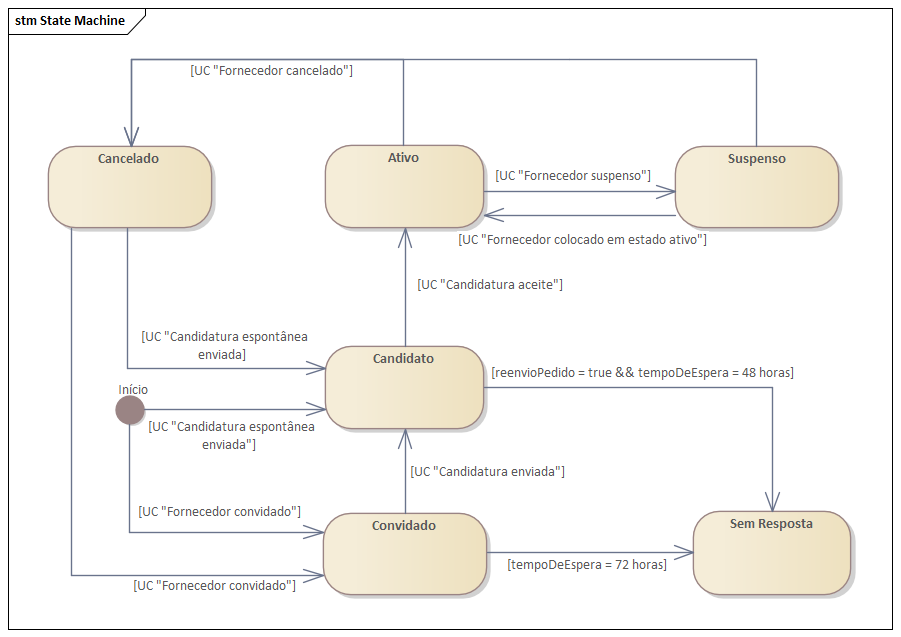 stm State Machine
[UC "Fornecedor cancelado"]
Cancelado
Ativo
Suspenso
[UC "Fornecedor suspenso"]
[UC "Fornecedor colocado em estado ativo"]
[UC "Candidatura aceite"]
[UC "Candidatura espontânea
enviada]
Candidato
[reenvioPedido = true && tempoDeEspera = 48 horas]
Início
[UC "Candidatura espontânea
enviada"]
[UC "Candidatura enviada"]
[UC "Fornecedor convidado"]
Convidado
Sem Resposta
[tempoDeEspera = 72 horas]
[UC "Fornecedor convidado"]